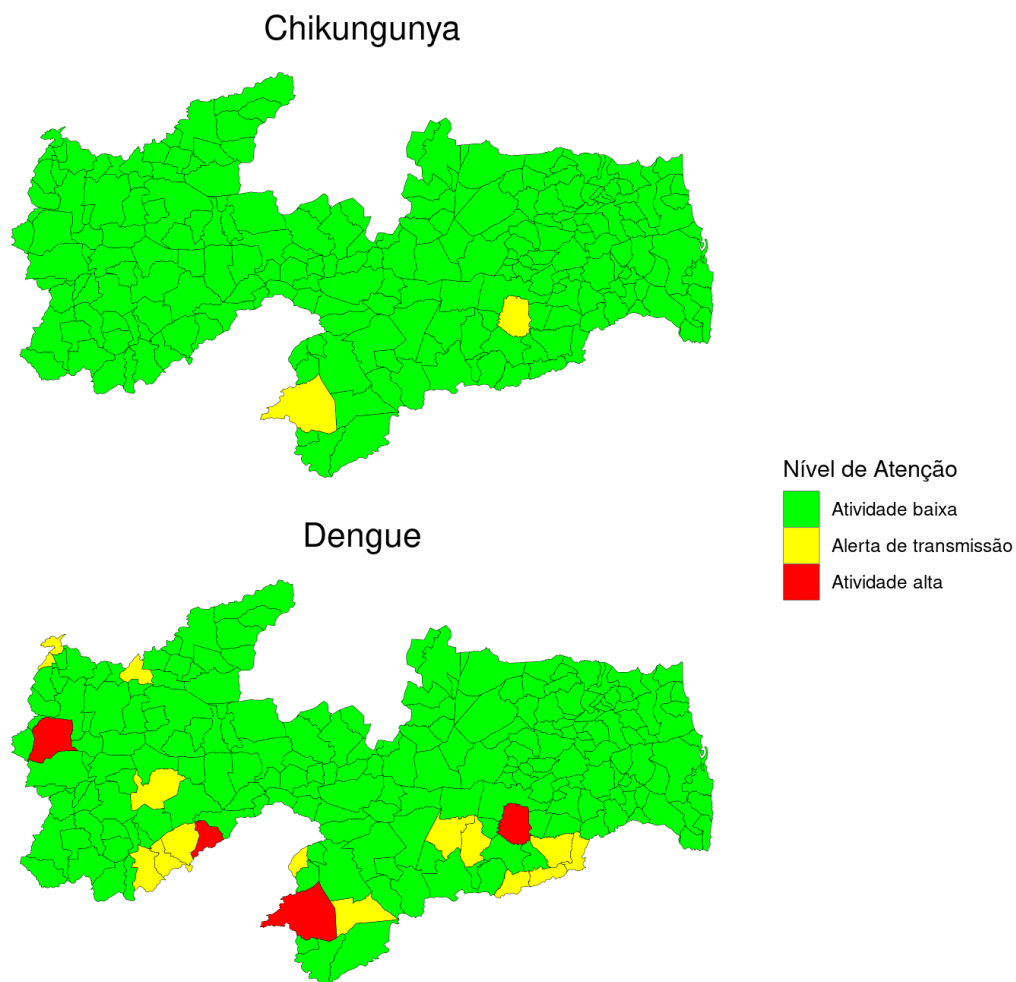 Chikungunya
Nível de Atenção
Atividade baixa
Alerta de transmissão
Atividade alta
Dengue